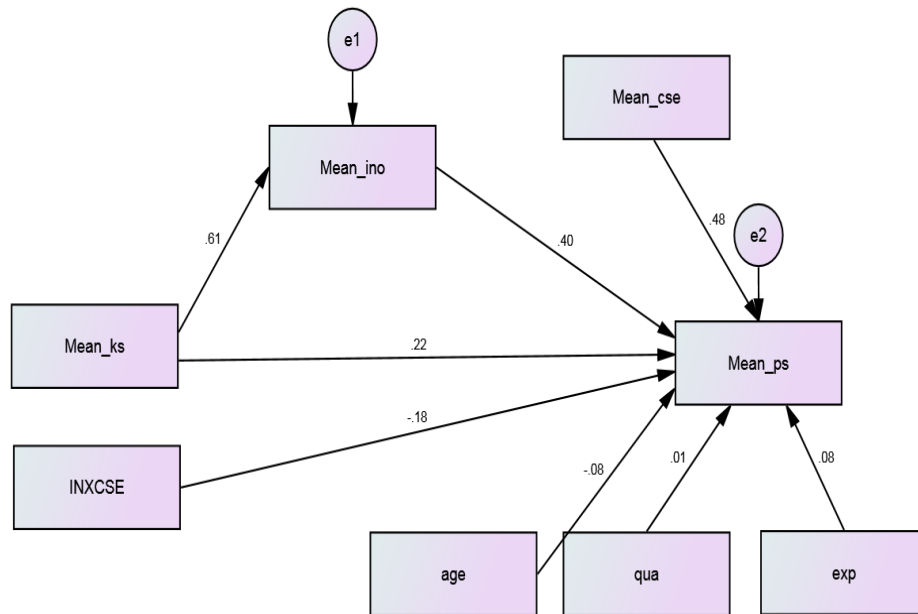 e1
Mean_cse
Mean_ino
.61
.40
.48
e2
Mean_ks
.22
Mean_ps
-.18
INXCSE
-.08
.01
.08
age
qua
exp